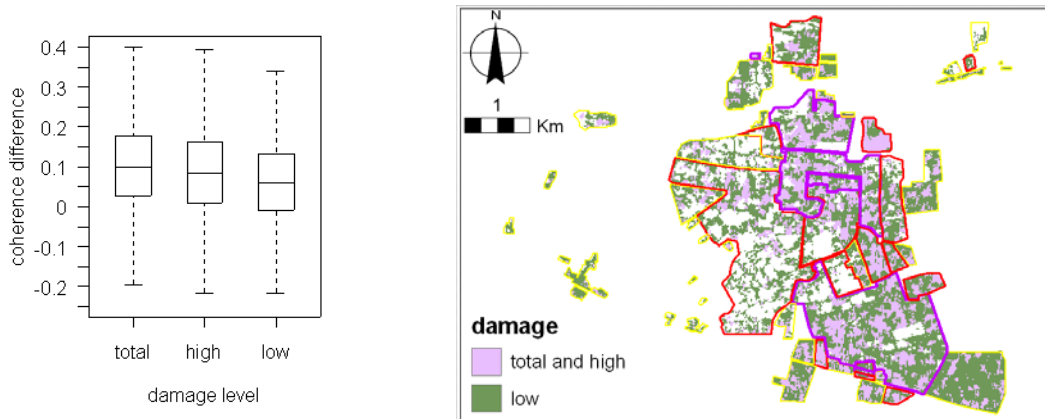 0.4
0.3
0.2
0.1
0
-0.1
-0.2
coherence difference
total high low
damage level
N
1
Km
damage
total and high
low